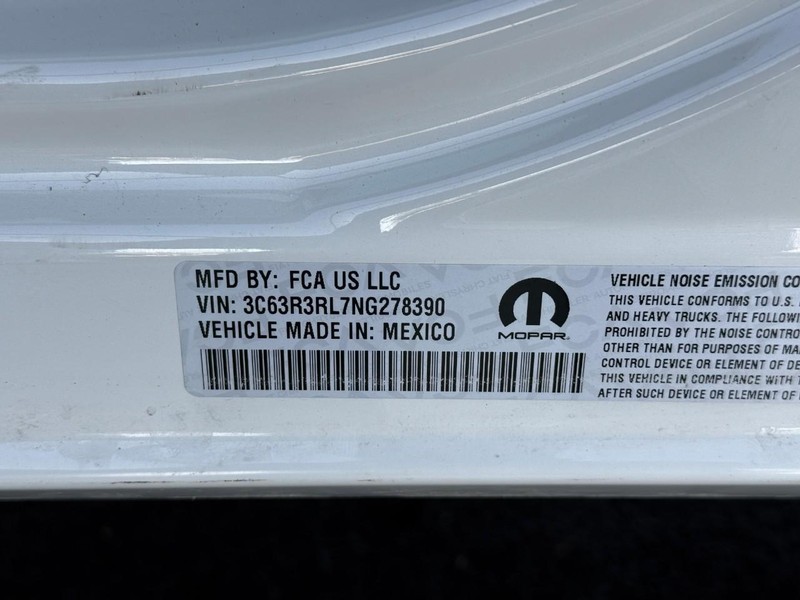 MFD BY: FCA US LLC
VIN: 3C63R3RL7NG278390
VEHICLE MADE IN: MEXICO
MOPAR
VEHICLE NOISE EMISSION CO
THIS VEHICLE CONFORMS TO U.S.
AND HEAVY TRUCKS. THE FOLLOWI
PROHIBITED BY THE NOISE CONTRO
OTHER THAN FOR PURPOSES OF MA
CONTROL DEVICE OR ELEMENT OF DE
THIS VEHICLE IN COMPLIANCE WITH T
AFTER SUCH DEVICE OR ELEMENT OF